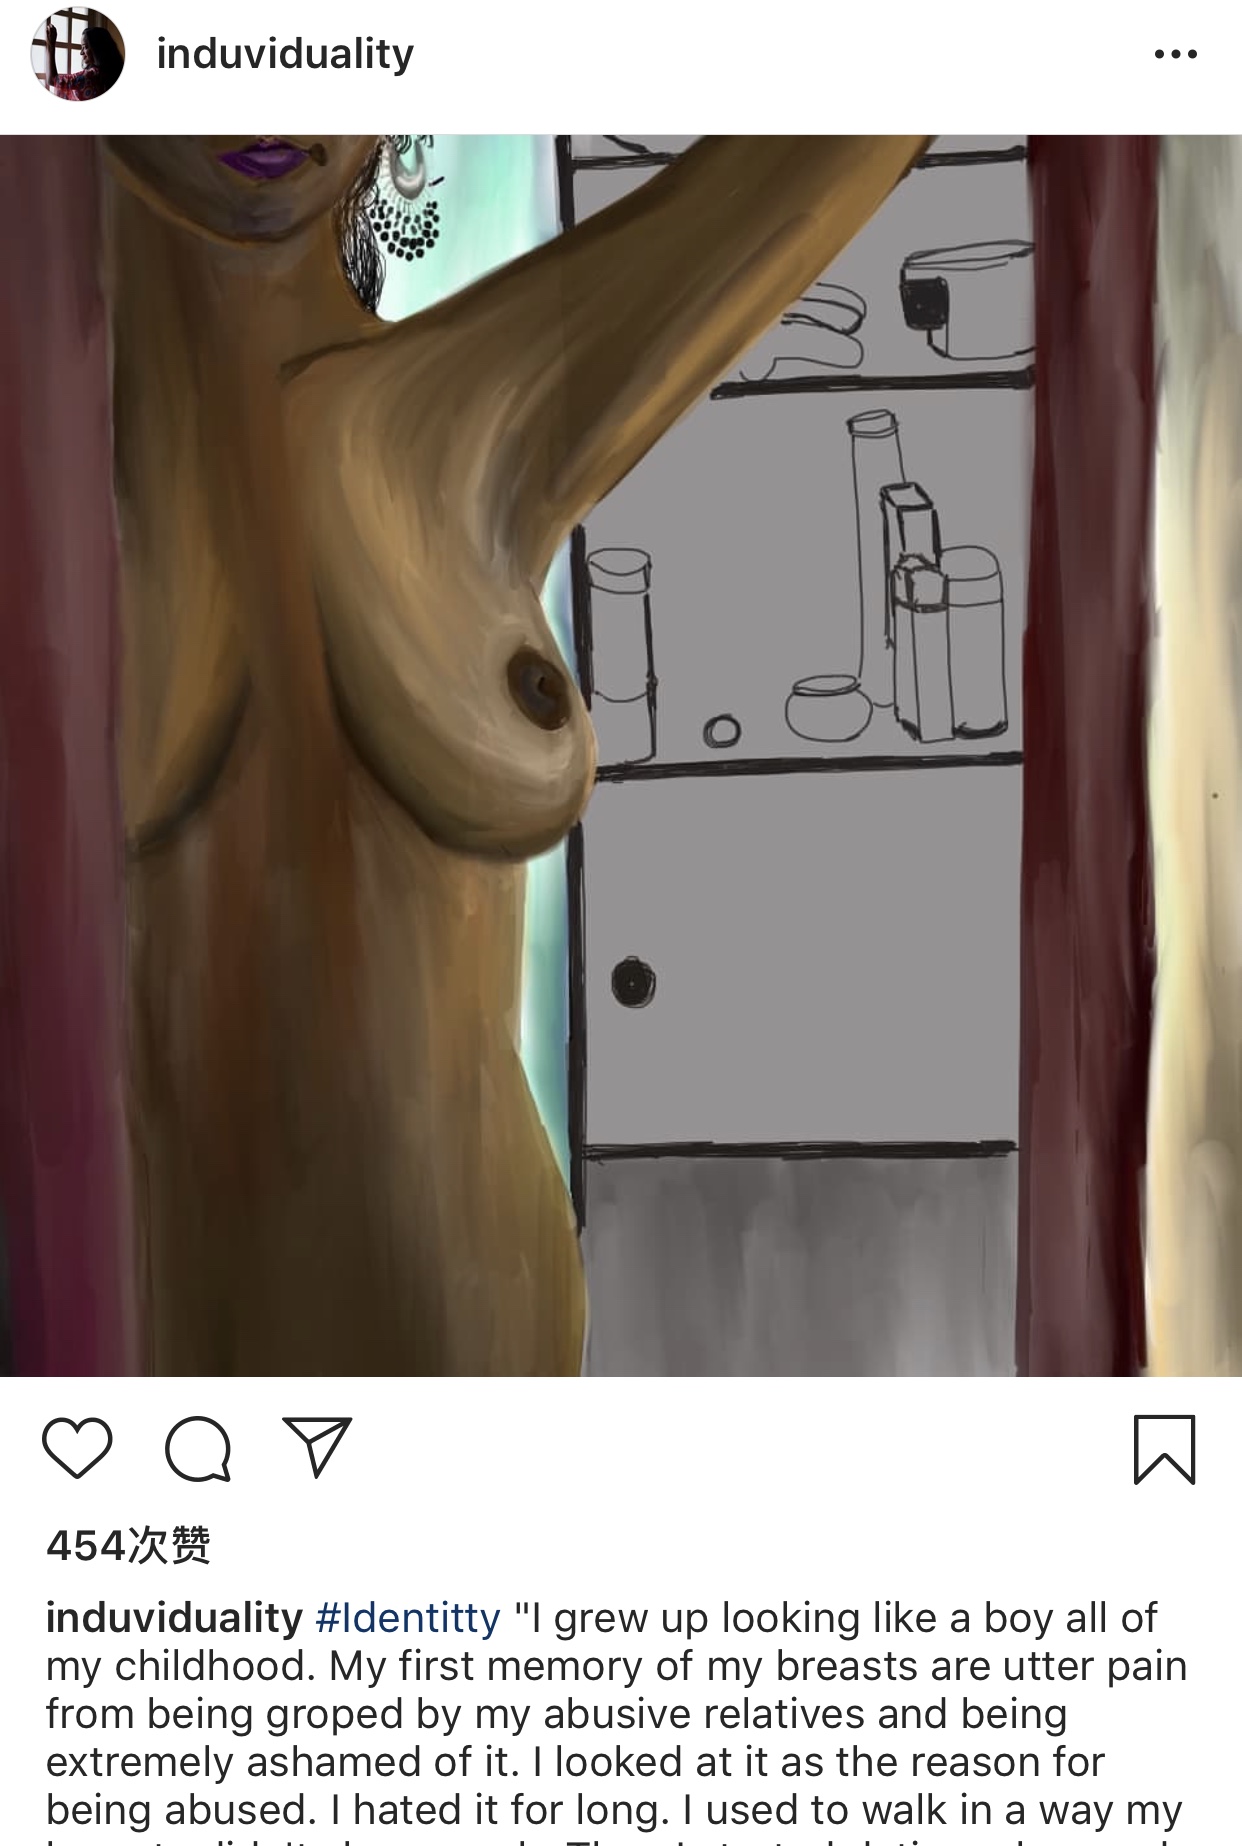 induviduality
454次赞
induviduality #Identitty "I grew up looking like a boy all of
my childhood. My first memory of my breasts are utter pain
from being groped by my abusive relatives and being
extremely ashamed of it. I looked at it as the reason for
being abused. I hated it for long. I used to walk in a way my